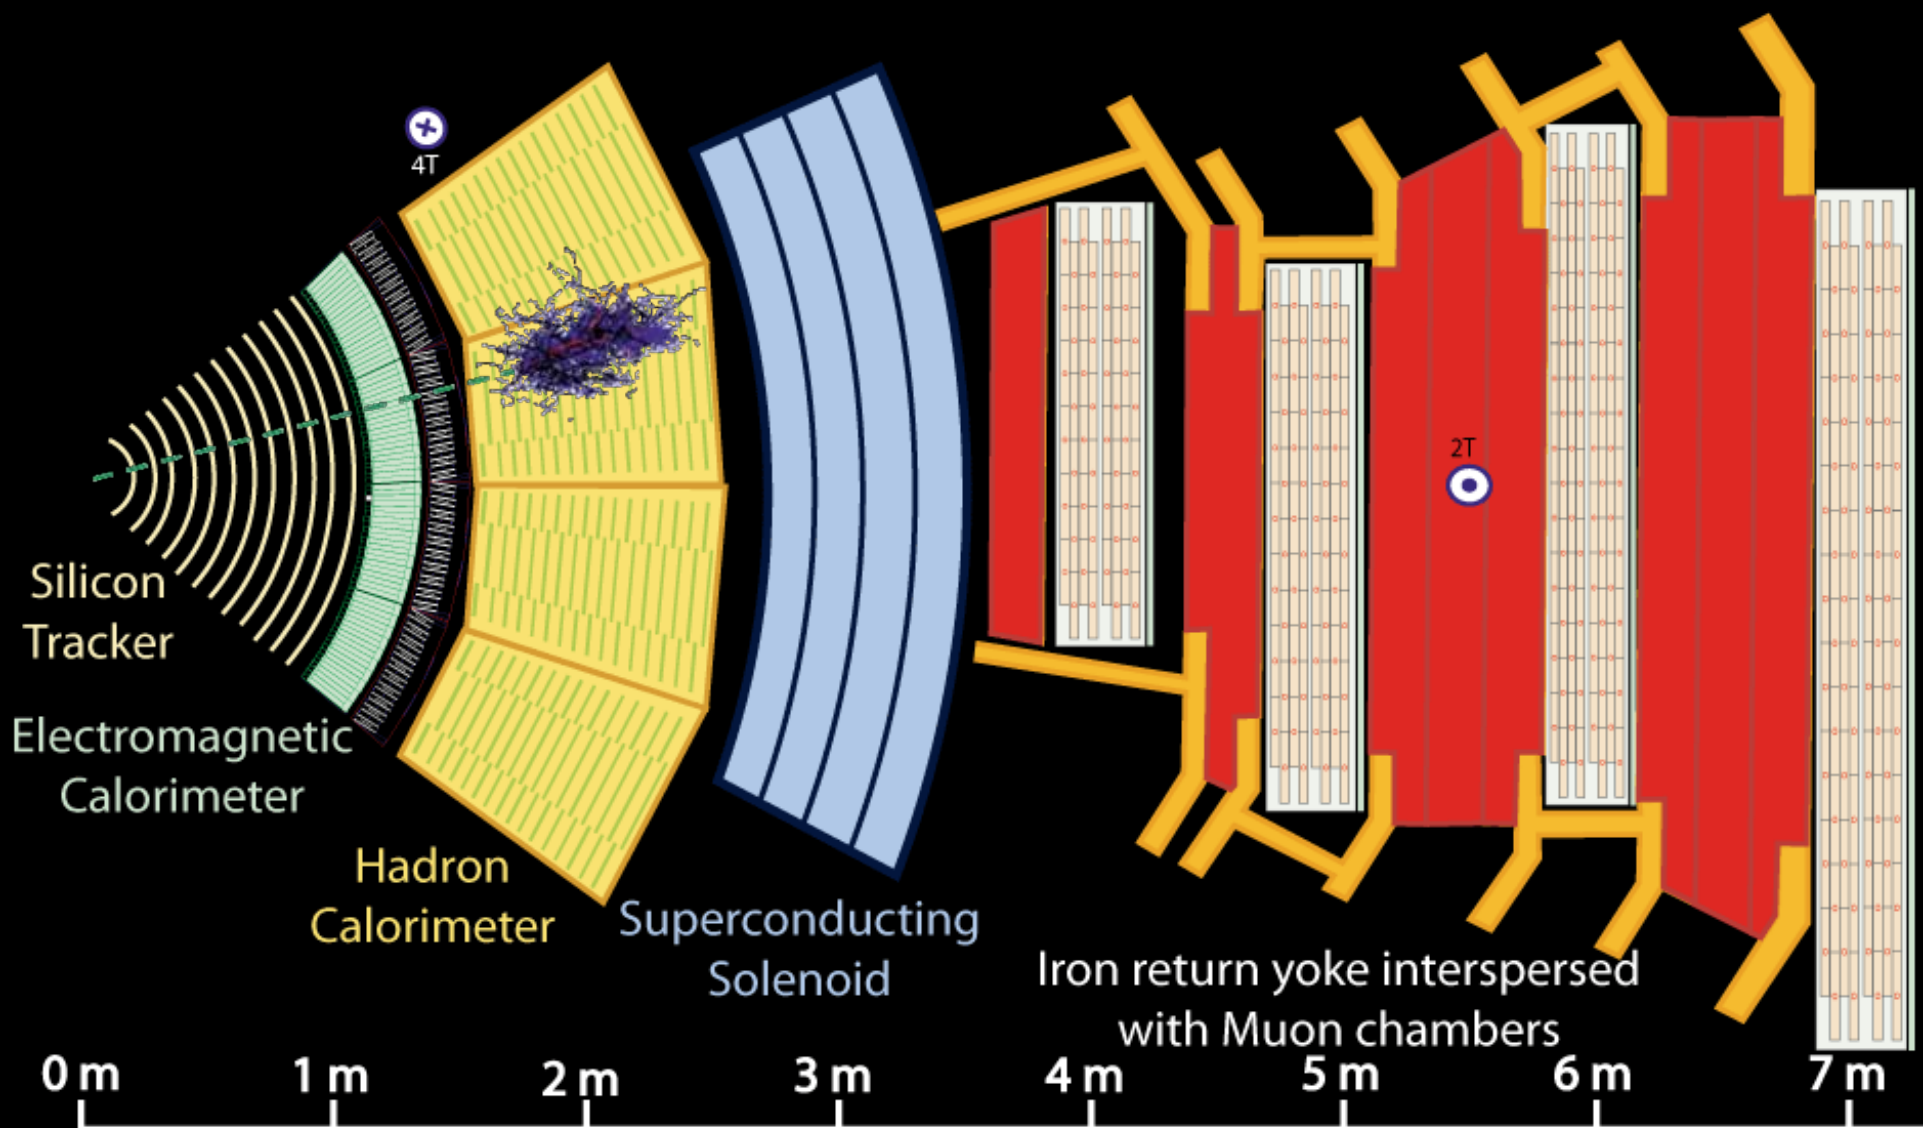 4T
2T
Silicon
Tracker
Electromagnetic
Calorimeter
Hadron
Calorimeter
Superconducting
Solenoid
Iron return yoke interspersed
with Muon chambers
0 m 1 m 2 m 3 m 4 m 5 m 6 m 7 m